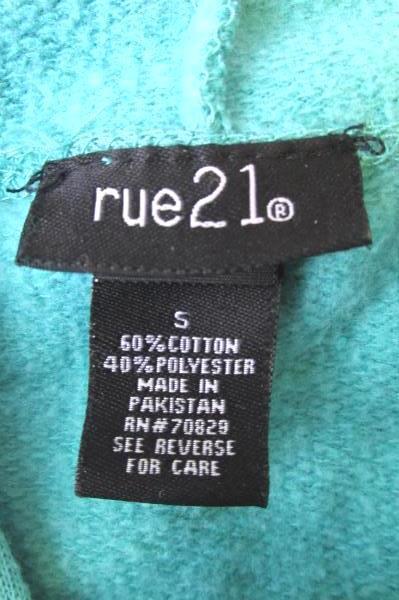 rue21®
S
60%COTTON
40%POLYESTER
MADE IN
PAKISTAN
RN#70829
SEE REVERSE
FOR CARE